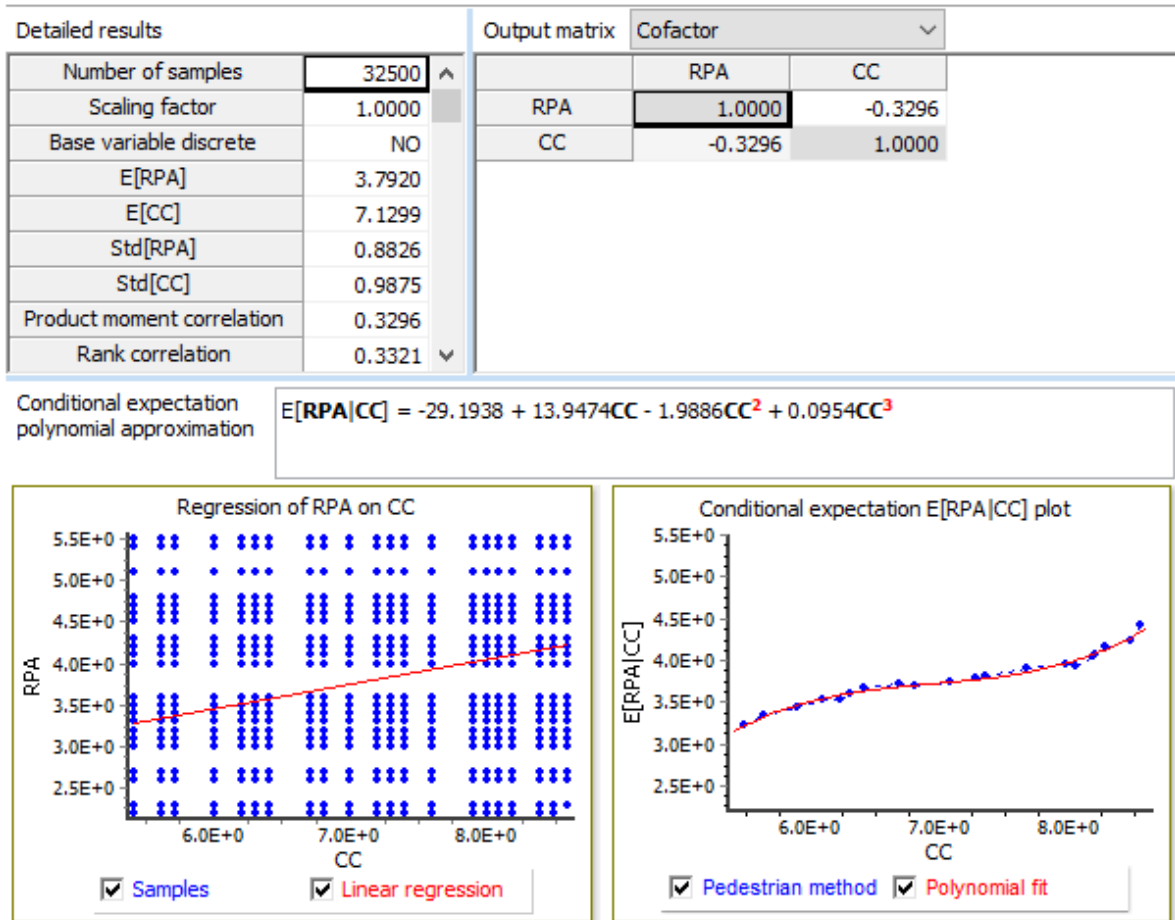 Detailed results
Number of samples 32500
Scaling factor 1.0000
Base variable discrete NO
E[RPA] 3.7920
E[CC] 7.1299
Std[RPA] 0.8826
Std[CC] 0.9875
Product moment correlation 0.3296
Rank correlation 0.3321
Output matrix Cofactor
RPA CC
RPA 1.0000 -0.3296
CC -0.3296 1.0000
Conditional expectation
polynomial approximation
E[RPA|CC] = -29.1938 + 13.9474CC - 1.9886CC² + 0.0954CC³
Regression of RPA on CC
5.5E+0
5.0E+0
4.5E+0
4.0E+0
3.5E+0
3.0E+0
2.5E+0
RPA
6.0E+0 7.0E+0 8.0E+0
CC
Samples Linear regression
Conditional expectation E[RPA|CC] plot
5.5E+0
5.0E+0
4.5E+0
4.0E+0
3.5E+0
3.0E+0
2.5E+0
E[RPA|CC]
6.0E+0 7.0E+0 8.0E+0
CC
Pedestrian method Polynomial fit